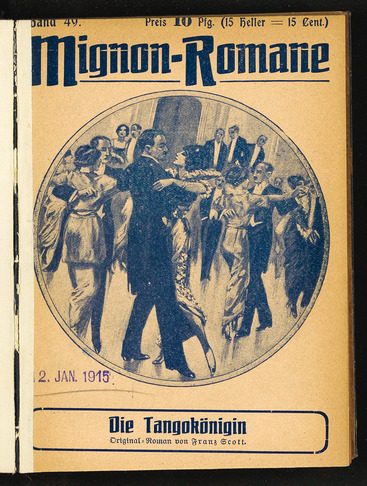 Band 49. Preis 10 Pfg. (15 Heller = 15 Cent.)
Mignon-Romane
2. JAN. 1915
Die Tangokönigin
Original-Roman von Franz Scott.